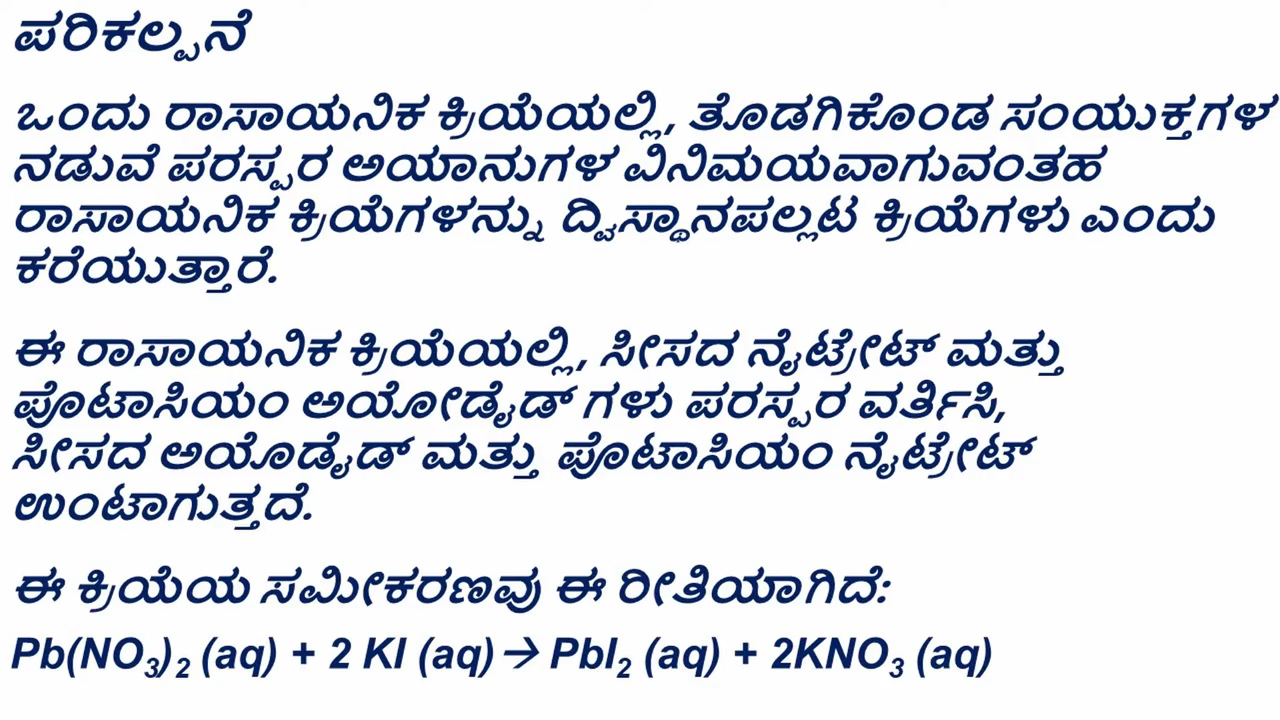 ಪರಿಕಲ್ಪನೆ
ಒಂದು ರಾಸಾಯನಿಕ ಕ್ರಿಯೆಯಲ್ಲಿ, ತೊಡಗಿಕೊಂಡ ಸಂಯುಕ್ತಗಳ
ನಡುವೆ ಪರಸ್ಪರ ಅಯಾನುಗಳ ವಿನಿಮಯವಾಗುವಂತಹ
ರಾಸಾಯನಿಕ ಕ್ರಿಯೆಗಳನ್ನು ದ್ವಿಸ್ಥಾನಪಲ್ಲಟ ಕ್ರಿಯೆಗಳು ಎಂದು
ಕರೆಯುತ್ತಾರೆ.
ಈ ರಾಸಾಯನಿಕ ಕ್ರಿಯೆಯಲ್ಲಿ, ಸೀಸದ ನೈಟ್ರೇಟ್ ಮತ್ತು
ಪೊಟಾಸಿಯಂ ಅಯೋಡೈಡ್ ಗಳು ಪರಸ್ಪರ ವರ್ತಿಸಿ,
ಸೀಸದ ಅಯೊಡೈಡ್ ಮತ್ತು ಪೊಟಾಸಿಯಂ ನೈಟ್ರೇಟ್
ಉಂಟಾಗುತ್ತದೆ.
ಈ ಕ್ರಿಯೆಯ ಸಮೀಕರಣವು ಈ ರೀತಿಯಾಗಿದೆ:
Pb(NO₃)₂ (aq) + 2 KI (aq)→ PbI₂ (aq) + 2KNO₃ (aq)